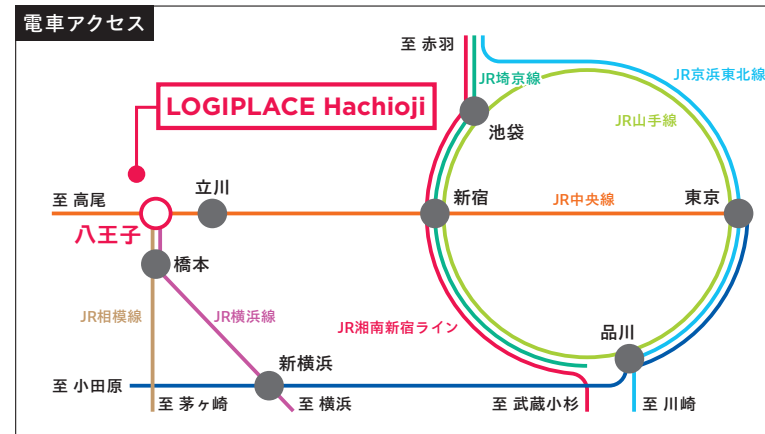 電車アクセス
至 赤羽
JR埼京線
JR京浜東北線
LOGIPLACE Hachioji
JR山手線
池袋
至 高尾
立川
新宿
JR中央線
東京
八王子
橋本
JR相模線
JR横浜線
JR湘南新宿ライン
品川
新横浜
至 小田原
至 茅ヶ崎
至 横浜
至 武蔵小杉
至 川崎